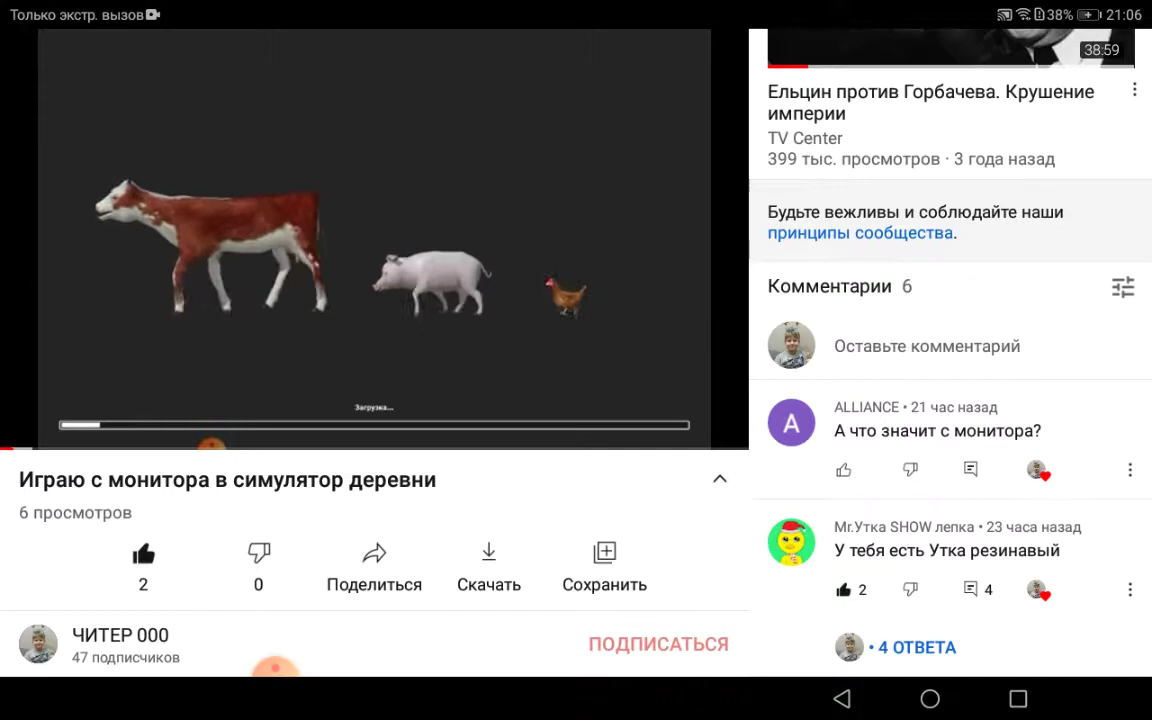 Только экстр. вызов
38%
21:06
Загрузка...
Играю с монитора в симулятор деревни
6 просмотров
2
0
Поделиться
Скачать
Сохранить
ЧИТЕР 000
47 подписчиков
ПОДПИСАТЬСЯ
38:59
Ельцин против Горбачева. Крушение
империи
TV Center
399 тыс. просмотров · 3 года назад
Будьте вежливы и соблюдайте наши
принципы сообщества.
Комментарии 6
Оставьте комментарий
A
ALLIANCE • 21 час назад
А что значит с монитора?
Mr.Утка SHOW лепка • 23 часа назад
У тебя есть Утка резинавый
2
4
• 4 ОТВЕТА